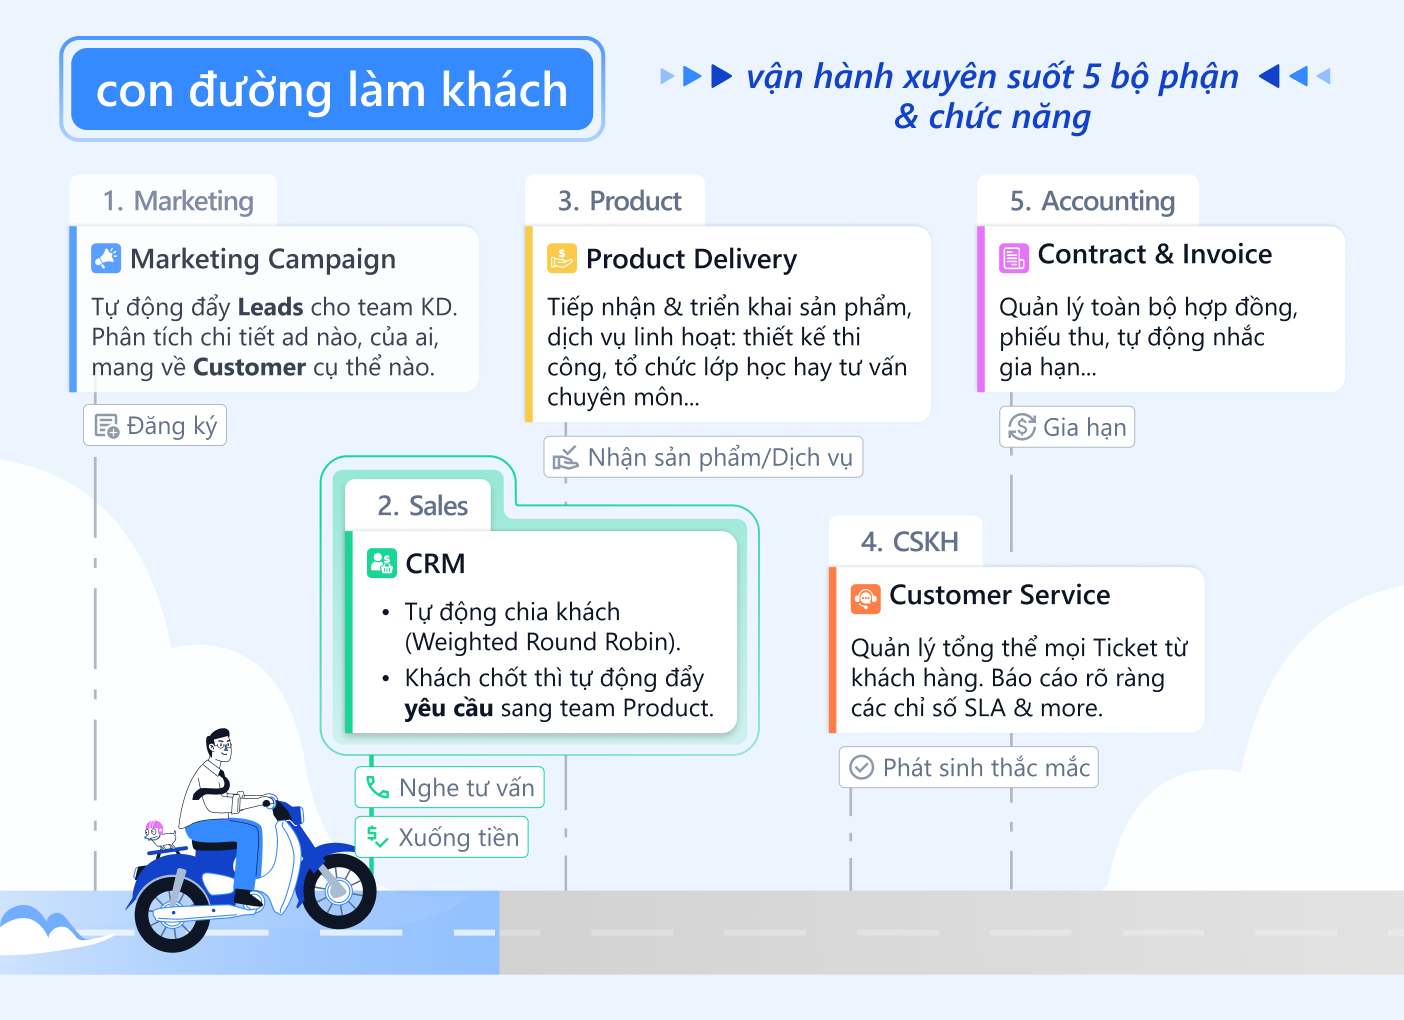 con đường làm khách
vận hành xuyên suốt 5 bộ phận
& chức năng
1. Marketing
Marketing Campaign
Tự động đẩy Leads cho team KD.
Phân tích chi tiết ad nào, của ai,
mang về Customer cụ thể nào.
Đăng ký
2. Sales
CRM
• Tự động chia khách
(Weighted Round Robin).
• Khách chốt thì tự động đẩy
yêu cầu sang team Product.
Nghe tư vấn
Xuống tiền
3. Product
Product Delivery
Tiếp nhận & triển khai sản phẩm,
dịch vụ linh hoạt: thiết kế thi
công, tổ chức lớp học hay tư vấn
chuyên môn...
Nhận sản phẩm/Dịch vụ
4. CSKH
Customer Service
Quản lý tổng thể mọi Ticket từ
khách hàng. Báo cáo rõ ràng
các chỉ số SLA & more.
Phát sinh thắc mắc
5. Accounting
Contract & Invoice
Quản lý toàn bộ hợp đồng,
phiếu thu, tự động nhắc
gia hạn...
Gia hạn